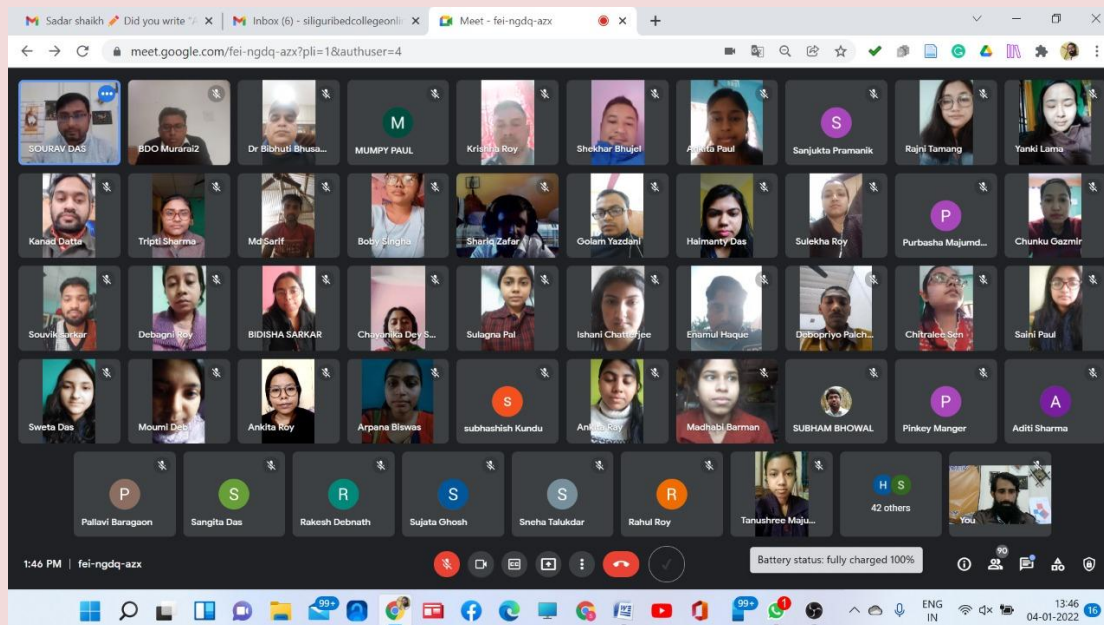 Sadar shaikh Did you write "A
Inbox (6) - siliguribedcollegeonli
Meet - fei-ngdq-azx
meet.google.com/fei-ngdq-azx?pli=1&authuser=4
SOURAV DAS
BDO Murarai2
Dr Bibhuti Bhusa...
M
MUMPY PAUL
Krishna Roy
Shekhar Bhujel
Ankita Paul
S
Sanjukta Pramanik
Rajni Tamang
Yanki Lama
Kanad Datta
Tripti Sharma
Md Sarif
Boby Singha
Shariq Zafar
Golam Yazdani
Haimanty Das
Sulekha Roy
P
Purbasha Majumd...
Chunku Gazmir
Souvik sarkar
Debagni Roy
BIDISHA SARKAR
Chayanika Dey S...
Sulagna Pal
Ishani Chatterjee
Enamul Haque
Debopriyo Palch...
Chitralee Sen
Saini Paul
Sweta Das
Moumi Deb
Ankita Roy
Arpana Biswas
S
subhashish Kundu
Ankita Ray
Madhabi Barman
SUBHAM BHOWAL
P
Pinkey Manger
A
Aditi Sharma
P
Pallavi Baragaon
S
Sangita Das
R
Rakesh Debnath
S
Sujata Ghosh
S
Sneha Talukdar
R
Rahul Roy
Tanushree Maju...
H S
42 others
You
1:46 PM | fei-ngdq-azx
Battery status: fully charged 100%
90
99+
99+
1
ENG
IN
13:46
04-01-2022
16